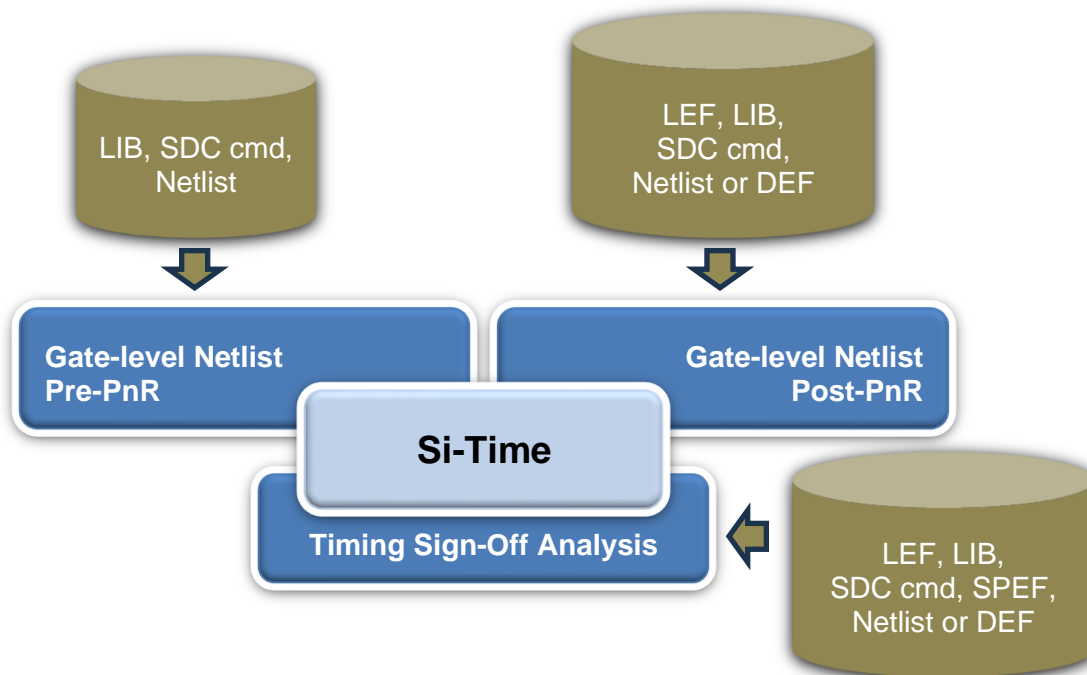 LIB, SDC cmd,
Netlist
LEF, LIB,
SDC cmd,
Netlist or DEF
Gate-level Netlist
Pre-PnR
Gate-level Netlist
Post-PnR
Si-Time
Timing Sign-Off Analysis
LEF, LIB,
SDC cmd, SPEF,
Netlist or DEF